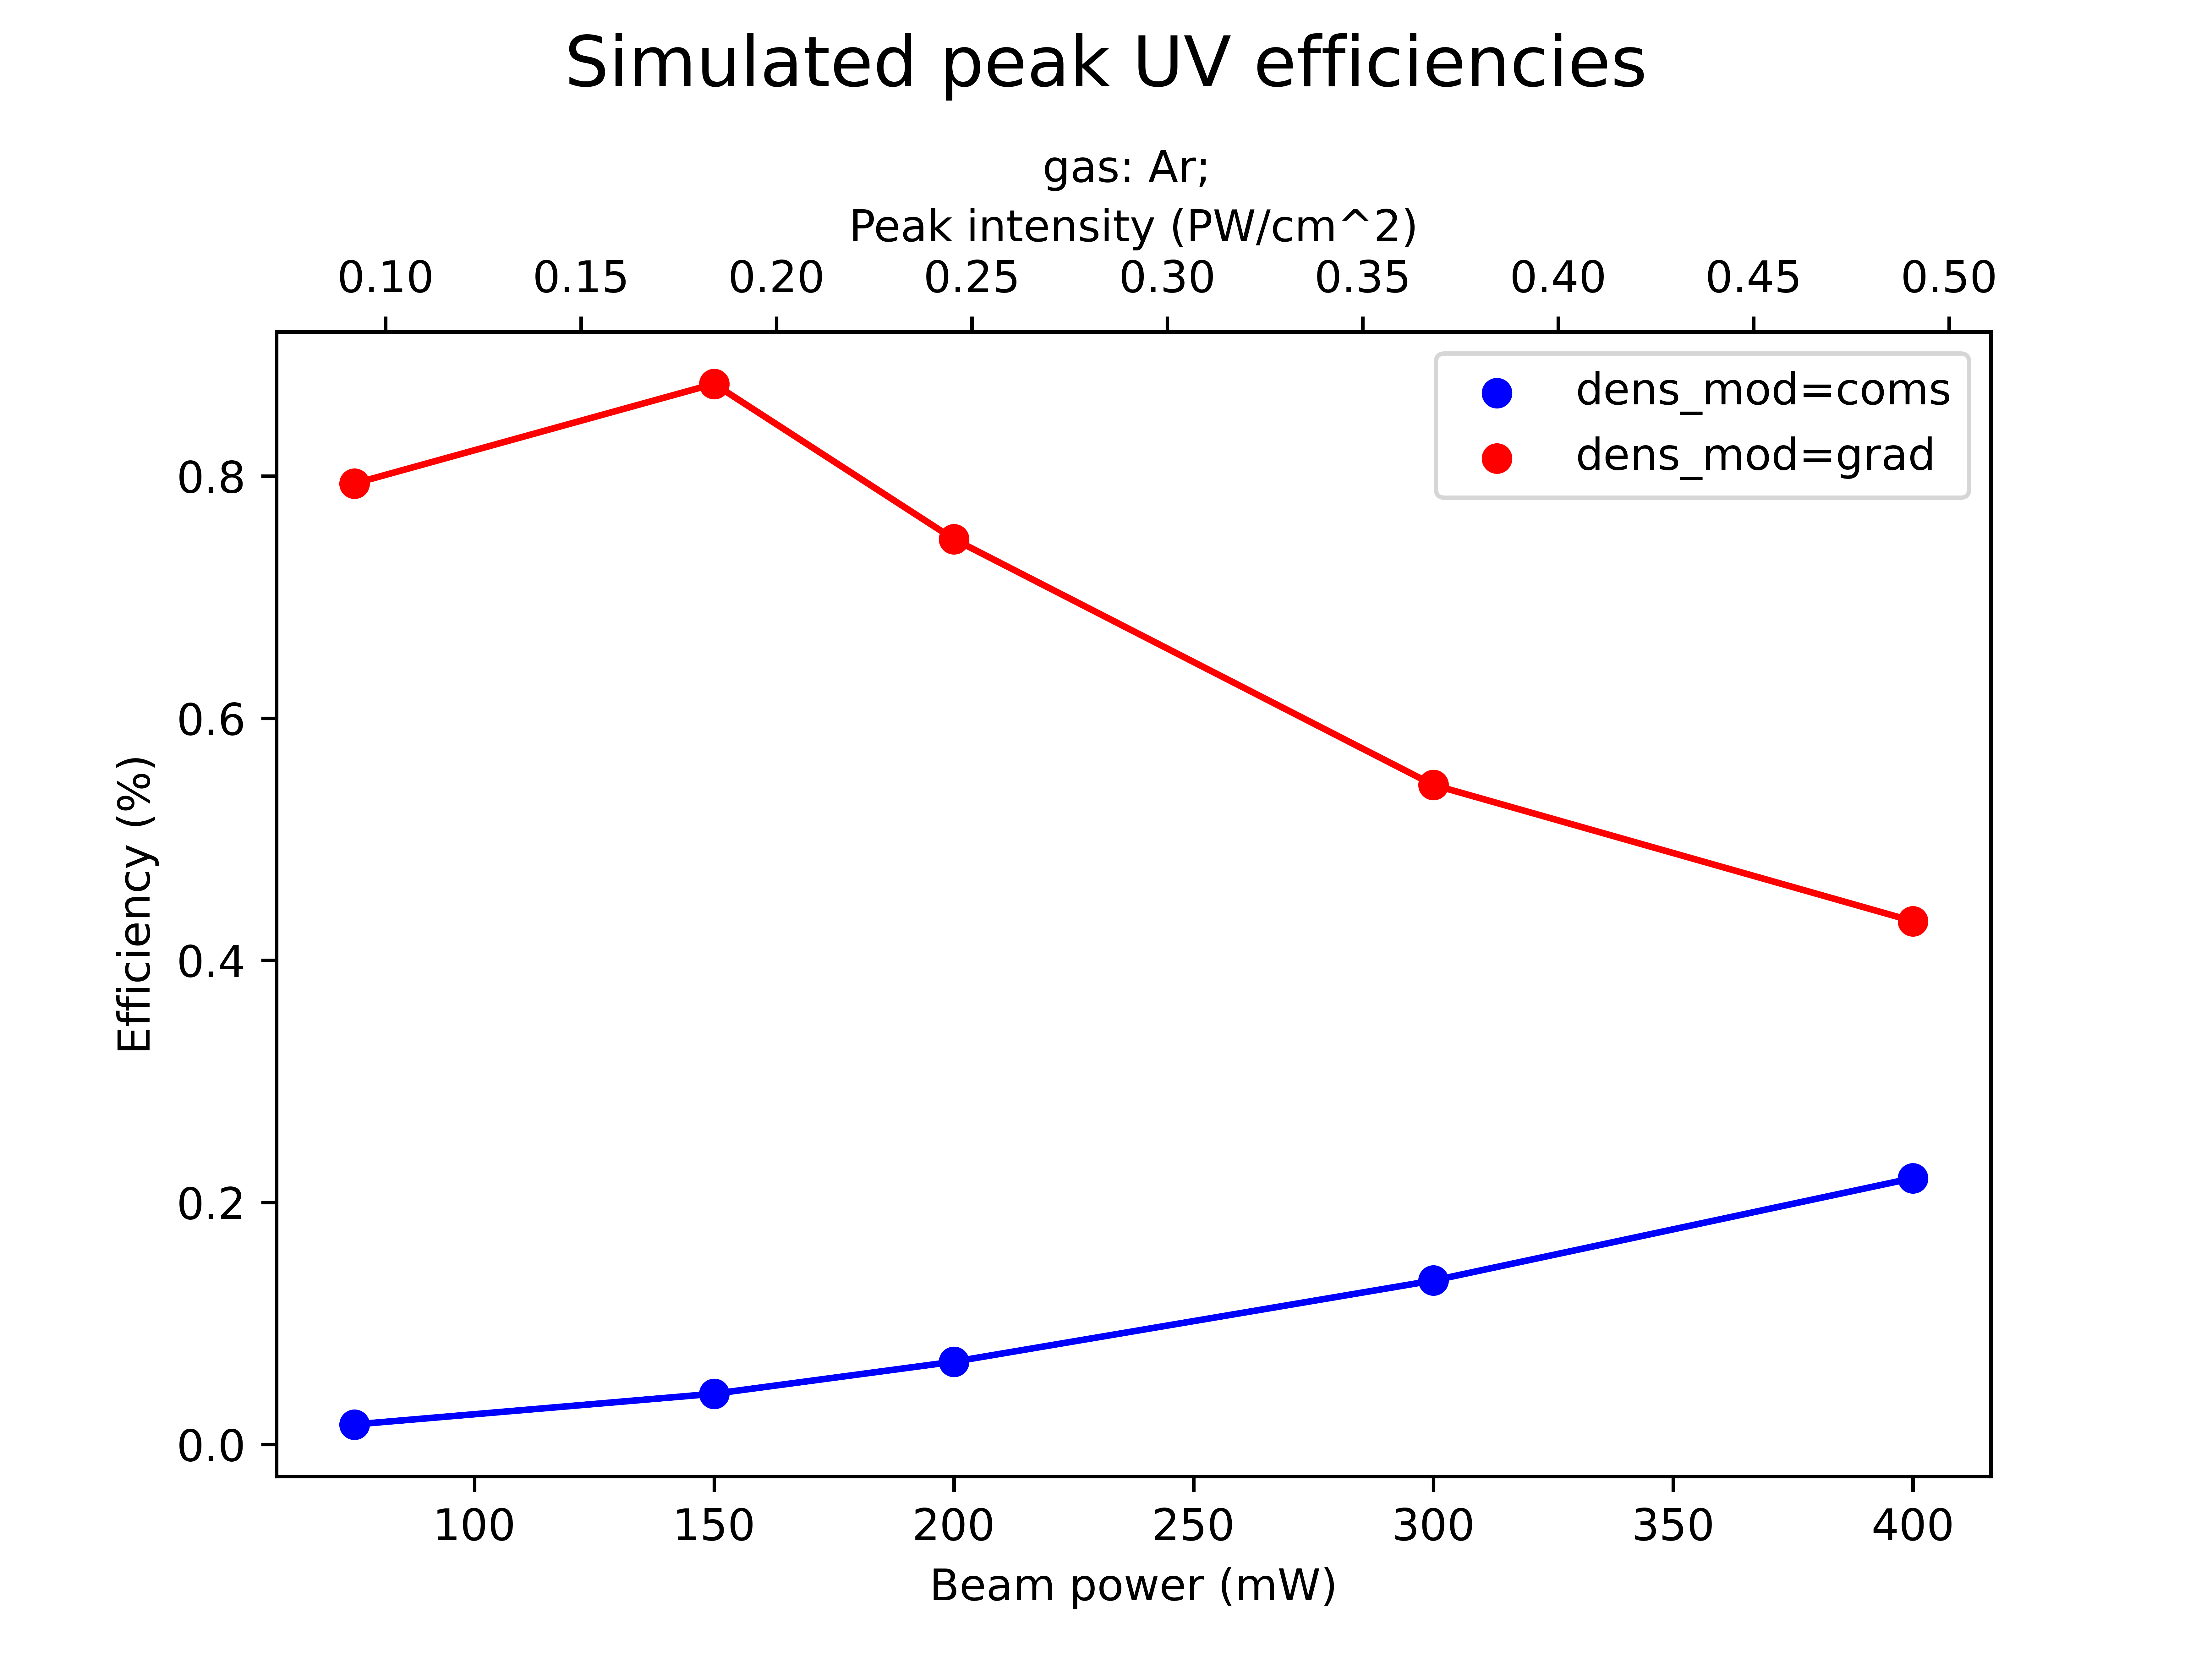 Simulated peak UV efficiencies
gas: Ar;
Peak intensity (PW/cm^2)
0.10 0.15 0.20 0.25 0.30 0.35 0.40 0.45 0.50
dens_mod=coms
dens_mod=grad
0.8
0.6
0.4
0.2
0.0
Efficiency (%)
100 150 200 250 300 350 400
Beam power (mW)